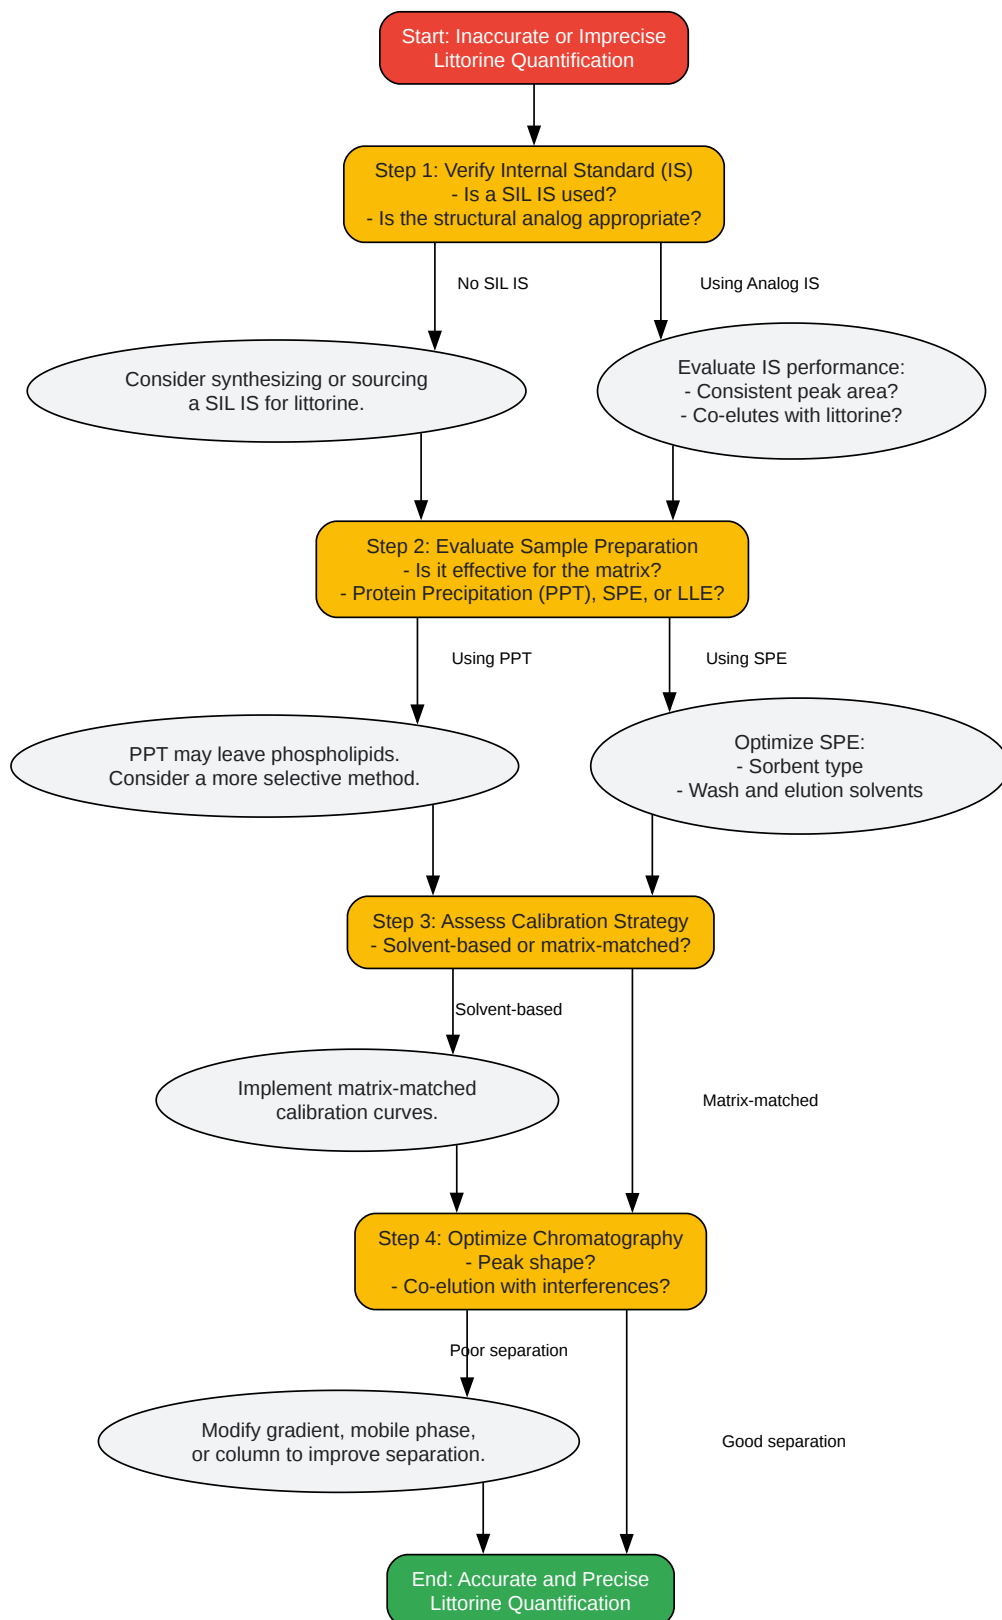 Start: Inaccurate or Imprecise
Littorine Quantification
Step 1: Verify Internal Standard (IS)
- Is a SIL IS used?
- Is the structural analog appropriate?
No SIL IS
Using Analog IS
Consider synthesizing or sourcing
a SIL IS for littorine.
Evaluate IS performance:
- Consistent peak area?
- Co-elutes with littorine?
Step 2: Evaluate Sample Preparation
- Is it effective for the matrix?
- Protein Precipitation (PPT), SPE, or LLE?
Using PPT
Using SPE
PPT may leave phospholipids.
Consider a more selective method.
Optimize SPE:
- Sorbent type
- Wash and elution solvents
Step 3: Assess Calibration Strategy
- Solvent-based or matrix-matched?
Solvent-based
Implement matrix-matched
calibration curves.
Matrix-matched
Step 4: Optimize Chromatography
- Peak shape?
- Co-elution with interferences?
Poor separation
Modify gradient, mobile phase,
or column to improve separation.
Good separation
End: Accurate and Precise
Littorine Quantification